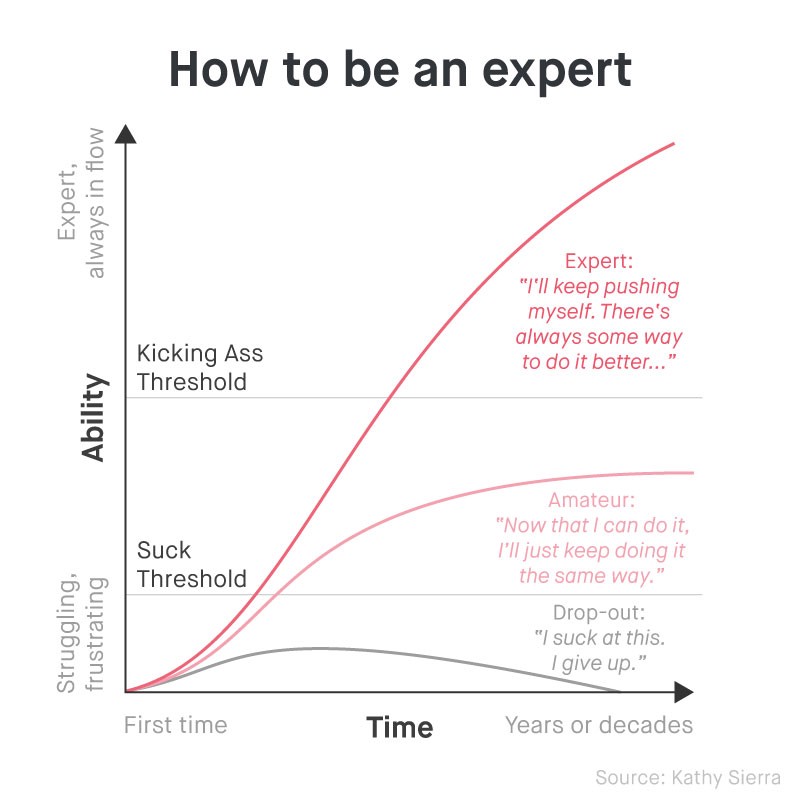 How to be an expert
Expert,
always in flow
Kicking Ass
Threshold
Ability
Suck
Threshold
Struggling,
frustrating
Expert:
"I'll keep pushing
myself. There's
always some way
to do it better..."
Amateur:
"Now that I can do it,
I'll just keep doing it
the same way."
Drop-out:
"I suck at this.
I give up."
First time
Time
Years or decades
Source: Kathy Sierra